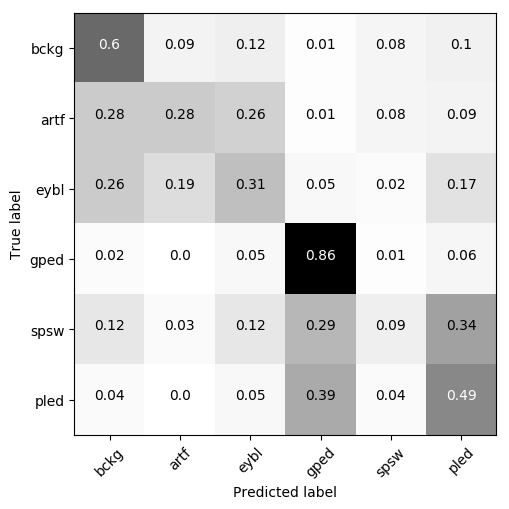 bckg 0.6 0.09 0.12 0.01 0.08 0.1
artf 0.28 0.28 0.26 0.01 0.08 0.09
eybl 0.26 0.19 0.31 0.05 0.02 0.17
gped 0.02 0.0 0.05 0.86 0.01 0.06
spsw 0.12 0.03 0.12 0.29 0.09 0.34
pled 0.04 0.0 0.05 0.39 0.04 0.49
True label
bckg artf eybl gped spsw pled
Predicted label